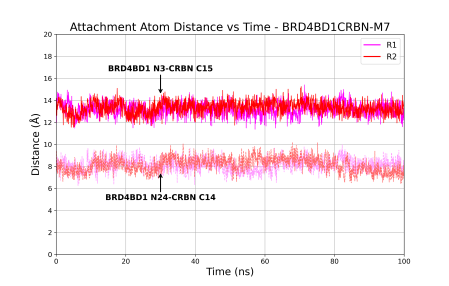 Attachment Atom Distance vs Time - BRD4BD1CRBN-M7
20
18
16
14
12
10
8
6
4
2
0
Distance (Å)
BRD4BD1 N3-CRBN C15
BRD4BD1 N24-CRBN C14
R1
R2
0 20 40 60 80 100
Time (ns)